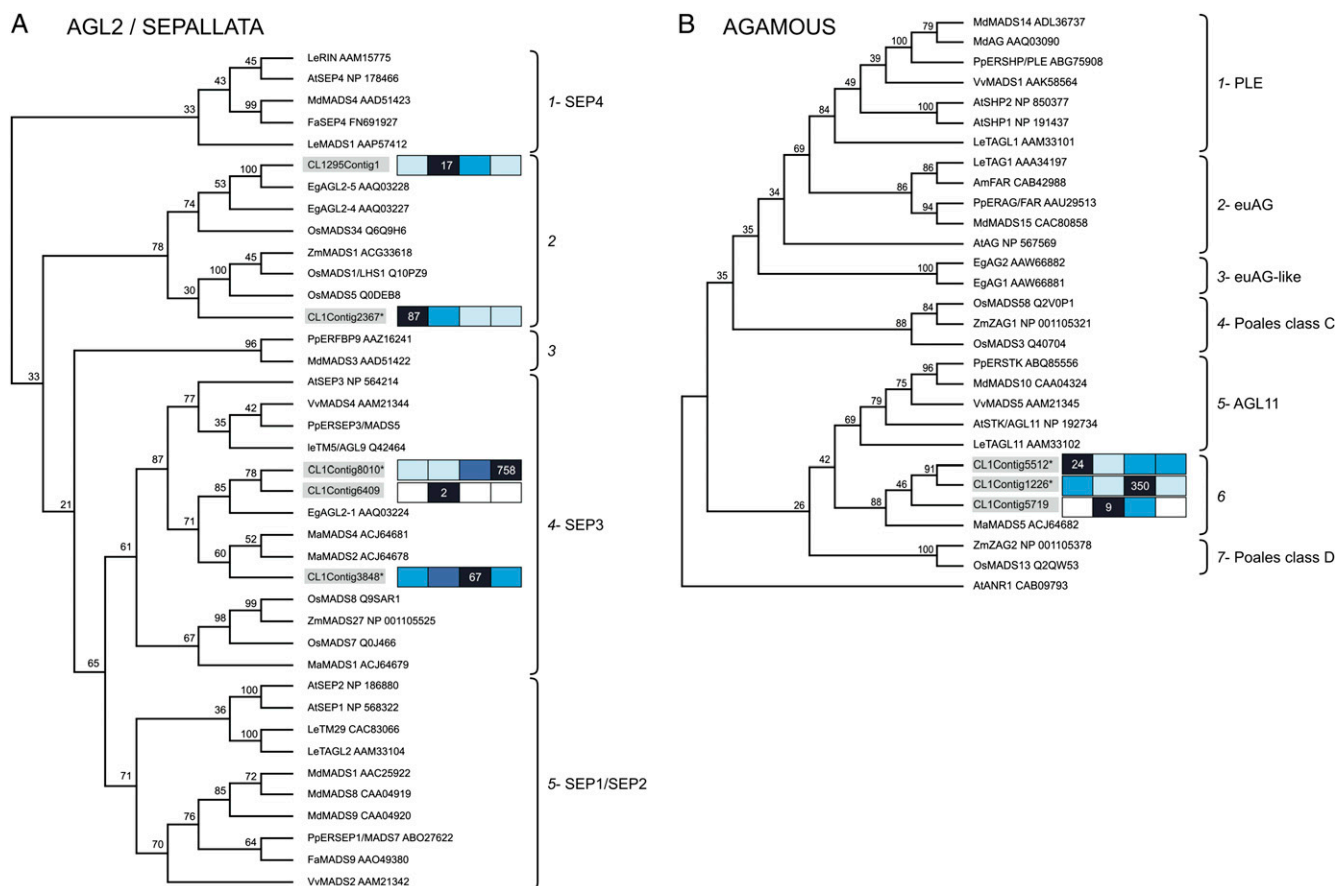 A AGL2 / SEPALLATA
45
LeRIN AAM15775
43
AtSEP4 NP 178466
33
99
MdMADS4 AAD51423
FaSEP4 FN691927
LeMADS1 AAP57412
1- SEP4
100
CL1295Contig1
17
53
EgAGL2-5 AAQ03228
74
EgAGL2-4 AAQ03227
OsMADS34 Q6Q9H6
78
45
ZmMADS1 ACG33618
100
OsMADS1/LHS1 Q10PZ9
30
OsMADS5 Q0DEB8
CL1Contig2367*
87
2
33
96
PpERFBP9 AAZ16241
MdMADS3 AAD51422
3
77
AtSEP3 NP 564214
42
VvMADS4 AAM21344
35
PpERSEP3/MADS5
leTM5/AGL9 Q42464
87
78
CL1Contig8010*
758
85
CL1Contig6409
2
EgAGL2-1 AAQ03224
71
52
MaMADS4 ACJ64681
60
MaMADS2 ACJ64678
CL1Contig3848*
67
21
61
99
OsMADS8 Q9SAR1
98
ZmMADS27 NP 001105525
67
OsMADS7 Q0J466
MaMADS1 ACJ64679
4- SEP3
65
100
AtSEP2 NP 186880
36
AtSEP1 NP 568322
100
LeTM29 CAC83066
LeTAGL2 AAM33104
71
72
MdMADS1 AAC25922
85
MdMADS8 CAA04919
76
MdMADS9 CAA04920
70
64
PpERSEP1/MADS7 ABO27622
FaMADS9 AAO49380
VvMADS2 AAM21342
5- SEP1/SEP2
B AGAMOUS
79
MdMADS14 ADL36737
100
MdAG AAQ03090
39
PpERSHP/PLE ABG75908
49
VvMADS1 AAK58564
84
100
AtSHP2 NP 850377
AtSHP1 NP 191437
LeTAGL1 AAM33101
1- PLE
69
86
LeTAG1 AAA34197
86
AmFAR CAB42988
94
PpERAG/FAR AAU29513
MdMADS15 CAC80858
34
AtAG NP 567569
2- euAG
35
100
EgAG2 AAW66882
EgAG1 AAW66881
3- euAG-like
35
84
OsMADS58 Q2V0P1
88
ZmZAG1 NP 001105321
OsMADS3 Q40704
4- Poales class C
96
PpERSTK ABQ85556
75
MdMADS10 CAA04324
79
VvMADS5 AAM21345
69
AtSTK/AGL11 NP 192734
LeTAGL11 AAM33102
5- AGL11
42
91
CL1Contig5512*
24
46
CL1Contig1226*
350
88
CL1Contig5719
9
MaMADS5 ACJ64682
6
26
100
ZmZAG2 NP 001105378
OsMADS13 Q2QW53
7- Poales class D
AtANR1 CAB09793